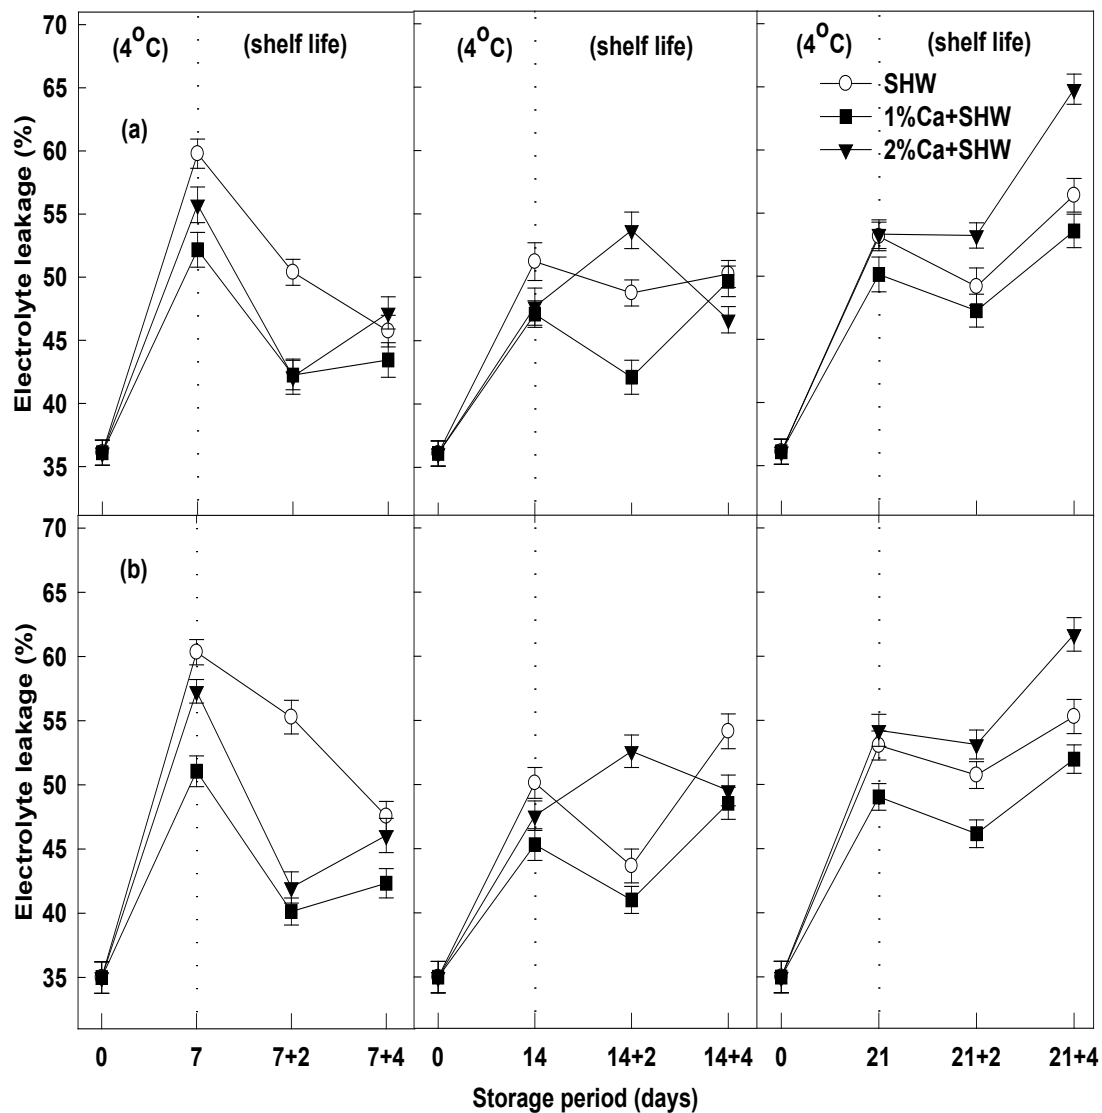 70
65
60
55
50
45
40
35
Electrolyte leakage (%)
(4°C) (shelf life)
(a)
(4°C) (shelf life)
(4°C) (shelf life)
SHW
1%Ca+SHW
2%Ca+SHW
70
65
60
55
50
45
40
35
Electrolyte leakage (%)
(b)
0 7 7+2 7+4 0 14 14+2 14+4 0 21 21+2 21+4
Storage period (days)